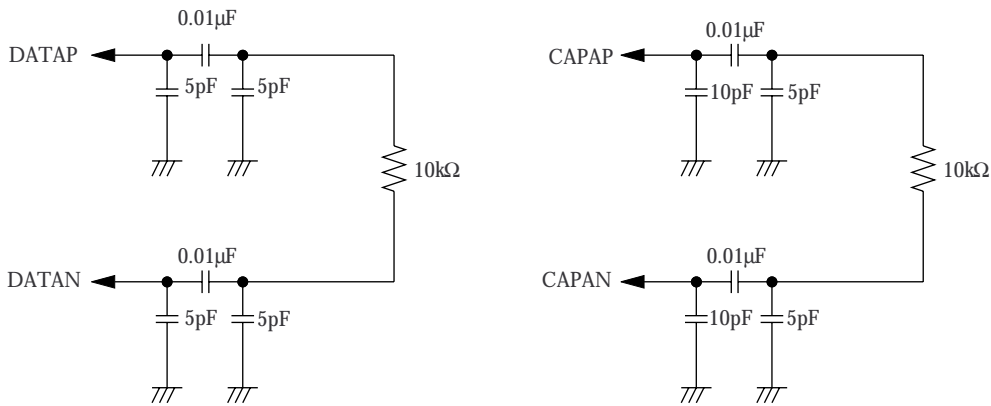 0.01μF
DATAP
5pF
5pF
10kΩ
0.01μF
DATAN
5pF
5pF
0.01μF
CAPAP
10pF
5pF
10kΩ
0.01μF
CAPAN
10pF
5pF